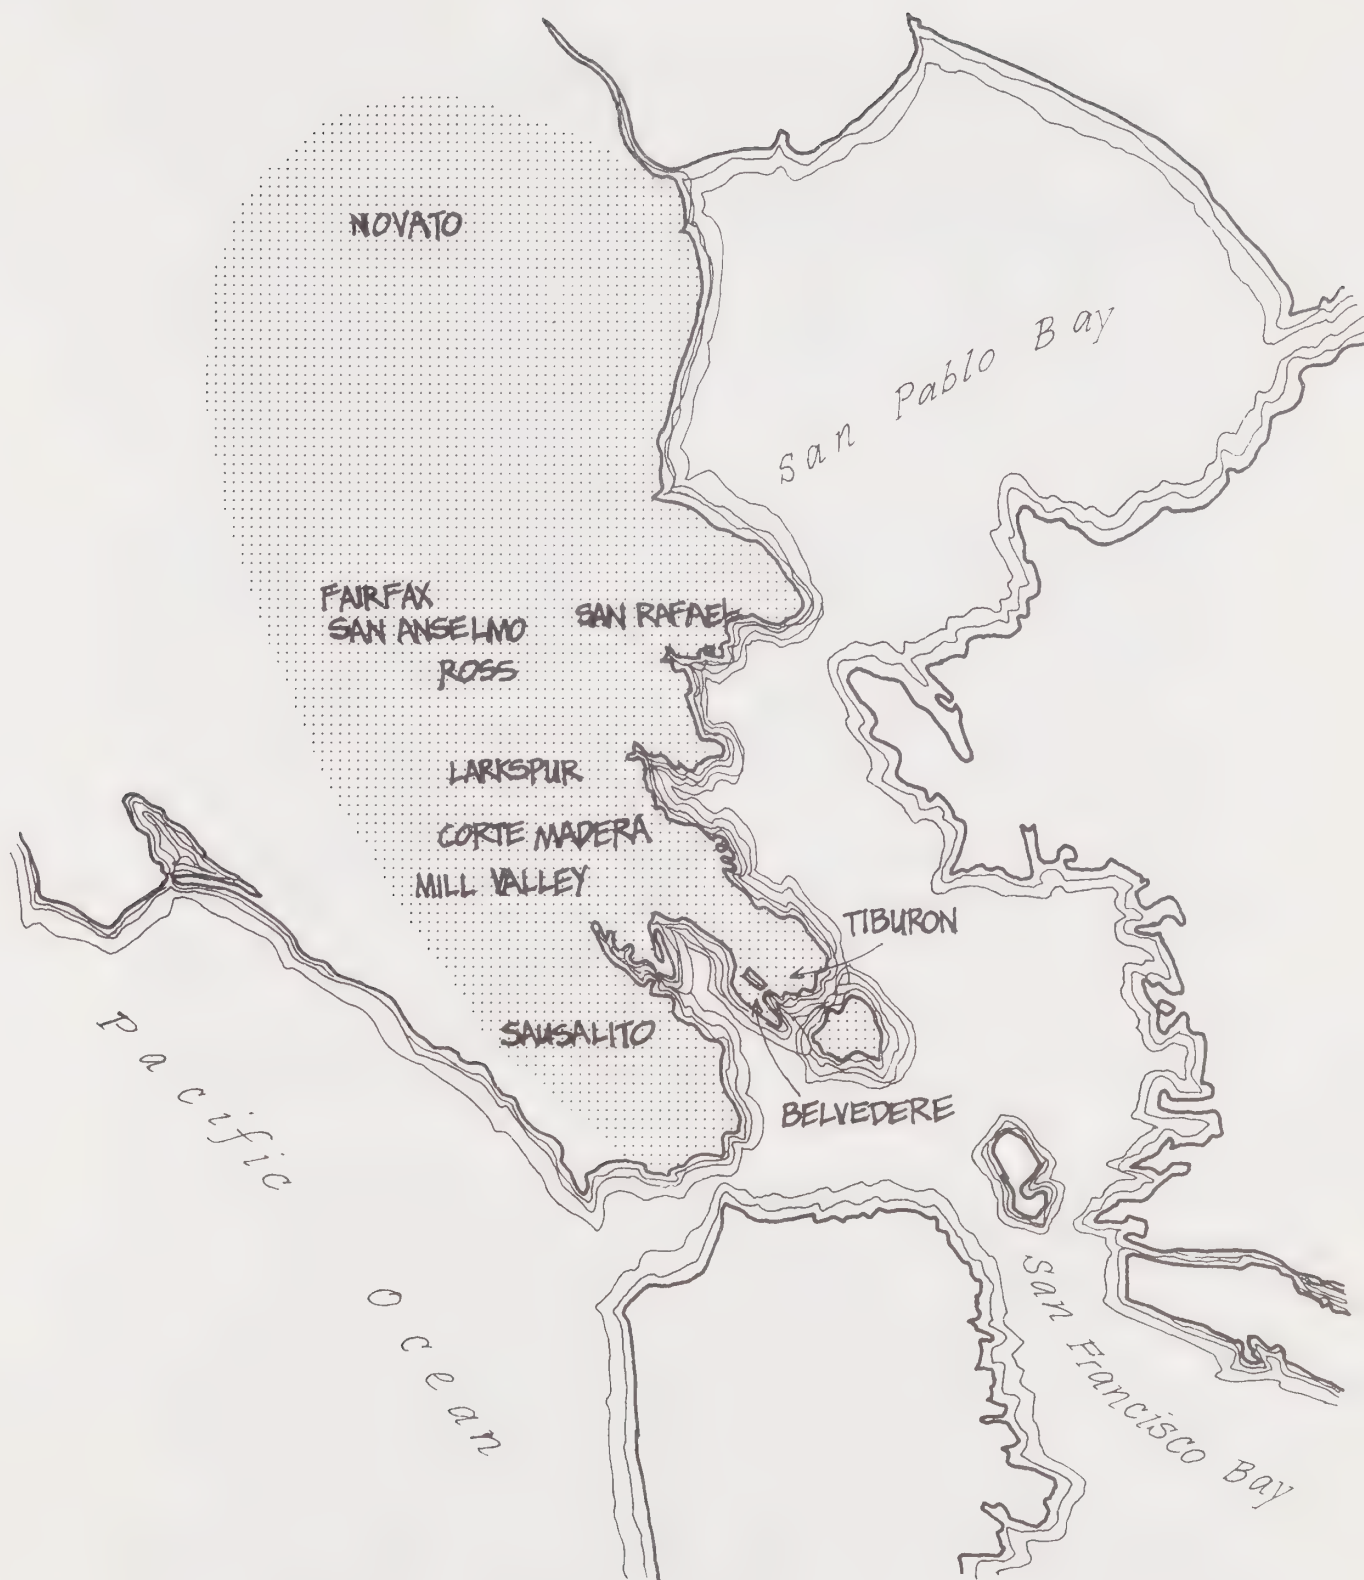 NOVATO
San Pablo Bay
FAIRFAX
SAN ANSELMO
SAN RAFAEL
ROSS
LARKSPUR
CORTE MADERA
MILL VALLEY
TIBURON
SAUSALITO
BELVEDERE
Pacific
Ocean
San Francisco Bay